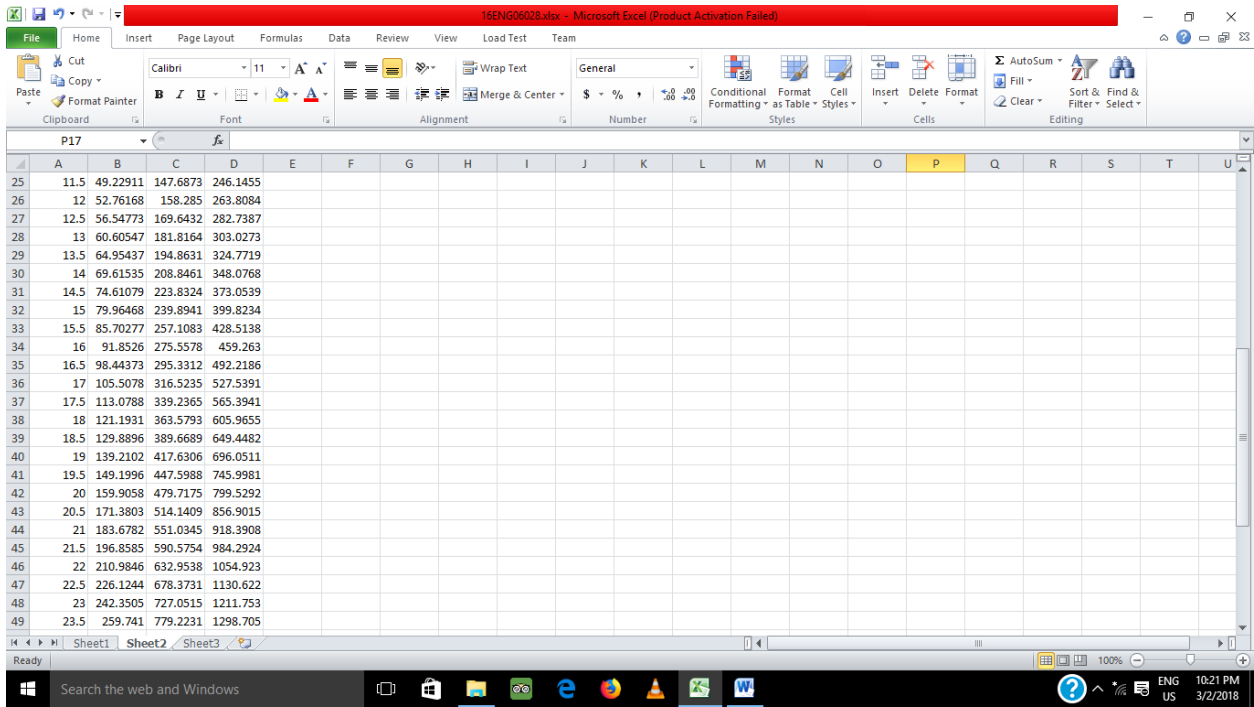 16ENG06028.xlsx - Microsoft Excel (Product Activation Failed)
File Home Insert Page Layout Formulas Data Review View Load Test Team
Cut
Copy
Format Painter
Paste
Clipboard
Calibri 11
B I U
Font
Wrap Text
Merge & Center
Alignment
General
$ % ,
Number
Conditional Formatting Format as Table Cell Styles
Styles
Insert Delete Format
Cells
Σ AutoSum
Fill
Clear
Sort & Filter Find & Select
Editing
P17 fx
A B C D E F G H I J K L M N O P Q R S T U
25 11.5 49.22911 147.6873 246.1455
26 12 52.76168 158.285 263.8084
27 12.5 56.54773 169.6432 282.7387
28 13 60.60547 181.8164 303.0273
29 13.5 64.95437 194.8631 324.7719
30 14 69.61535 208.8461 348.0768
31 14.5 74.61079 223.8324 373.0539
32 15 79.96468 239.8941 399.8234
33 15.5 85.70277 257.1083 428.5138
34 16 91.8526 275.5578 459.263
35 16.5 98.44373 295.3312 492.2186
36 17 105.5078 316.5235 527.5391
37 17.5 113.0788 339.2365 565.3941
38 18 121.1931 363.5793 605.9655
39 18.5 129.8896 389.6689 649.4482
40 19 139.2102 417.6306 696.0511
41 19.5 149.1996 447.5988 745.9981
42 20 159.9058 479.7175 799.5292
43 20.5 171.3803 514.1409 856.9015
44 21 183.6782 551.0345 918.3908
45 21.5 196.8585 590.5754 984.2924
46 22 210.9846 632.9538 1054.923
47 22.5 226.1244 678.3731 1130.622
48 23 242.3505 727.0515 1211.753
49 23.5 259.741 779.2231 1298.705
Sheet1 Sheet2 Sheet3
Ready 100%
Search the web and Windows
ENG 10:21 PM
US 3/2/2018